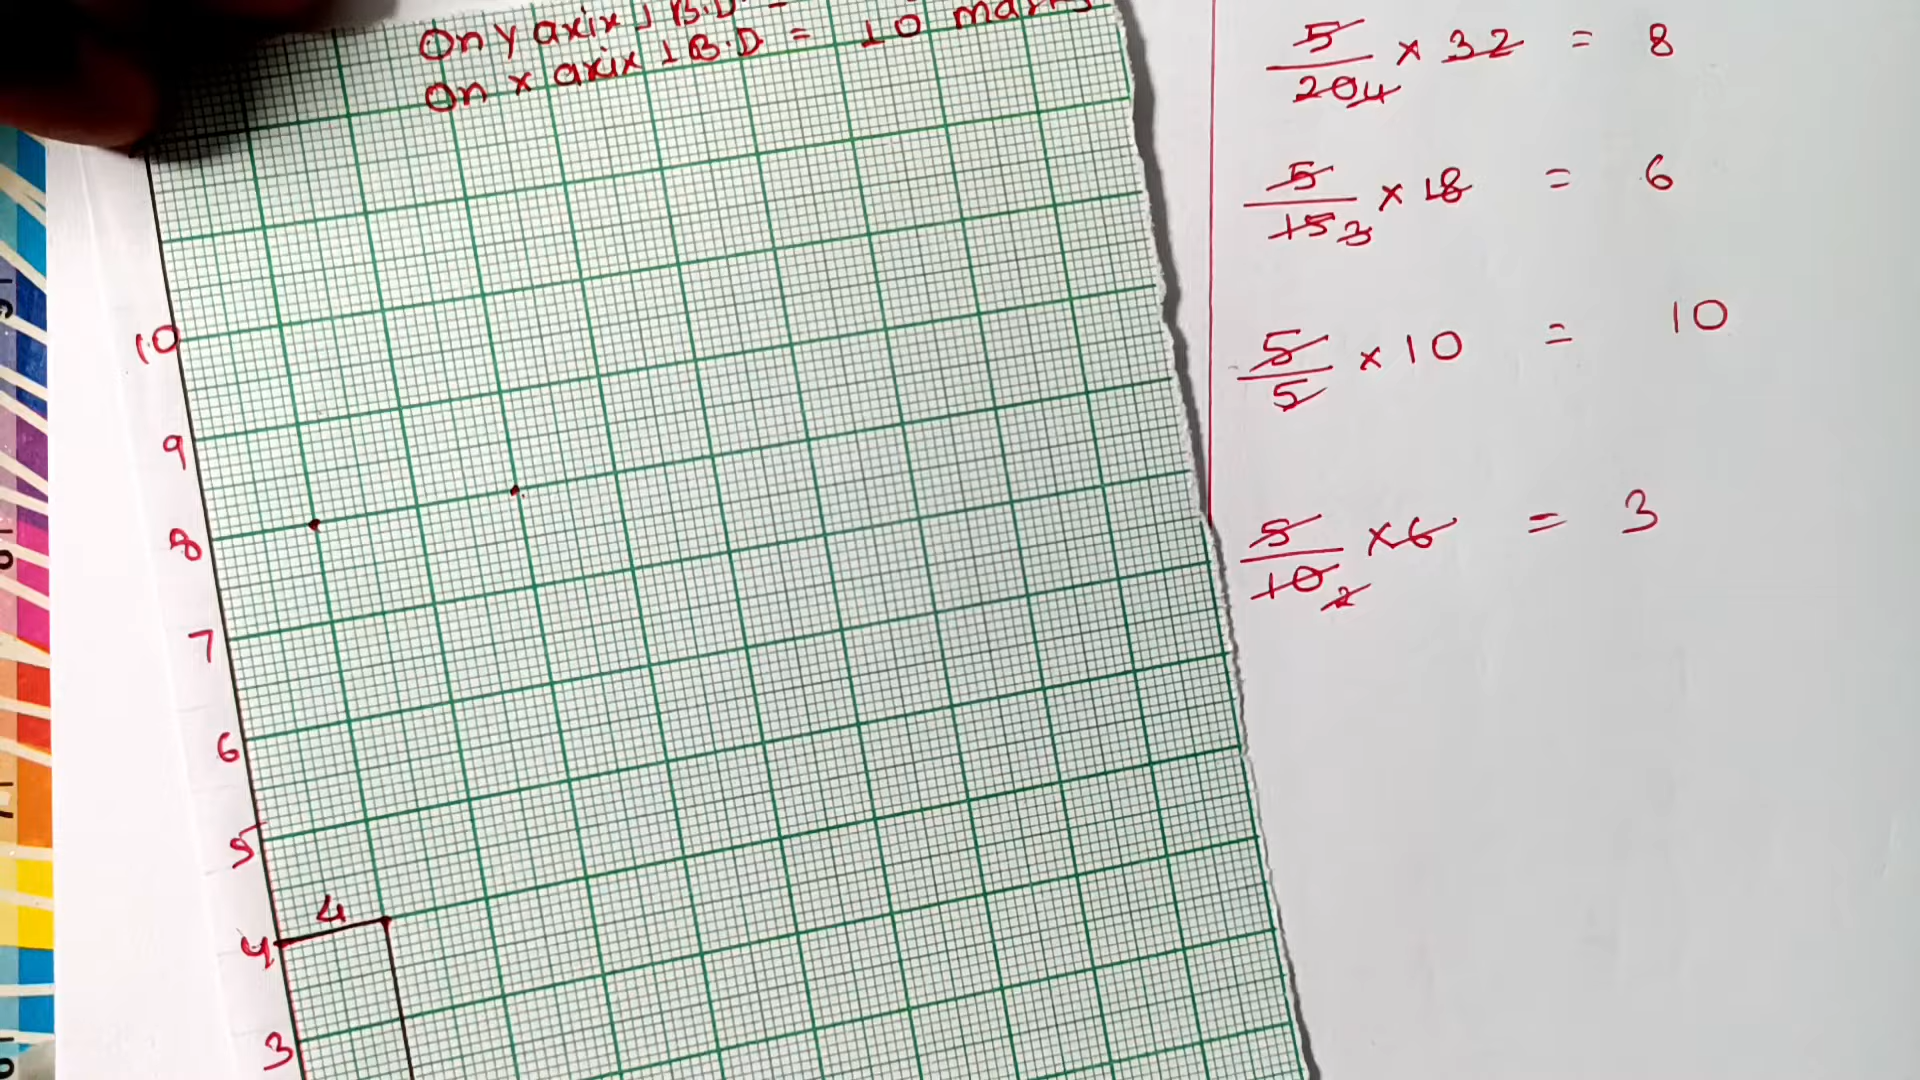 On y axix 1 B.D =
On x axix 1 B.D = 10 marks
10
9
8
7
6
5
4
4
3
5/20 4 × 32 = 8
5/15 3 × 18 = 6
5/5 × 10 = 10
5/10 2 × 6 = 3